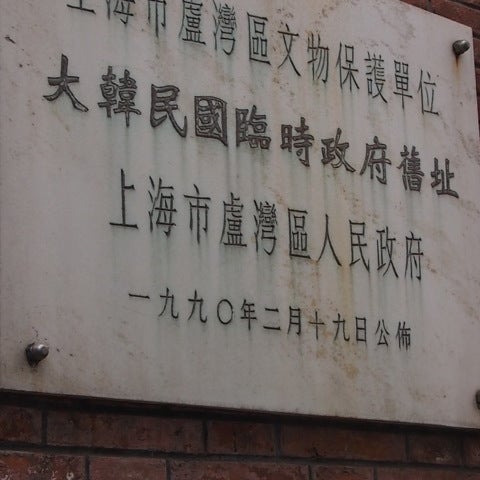 上海市盧灣區文物保護單位
大韓民國臨時政府舊址
上海市盧灣區人民政府
一九九〇年二月十九日公佈